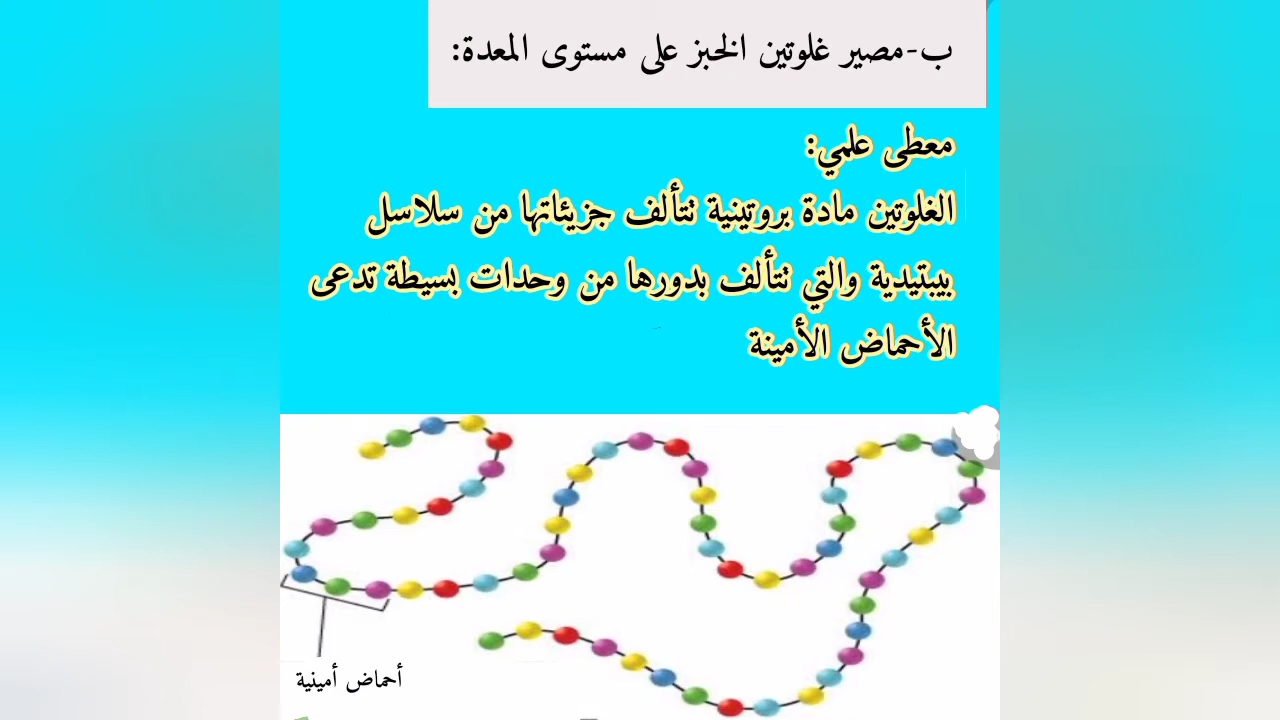 ب-مصير غلوتين الخبز على مستوى المعدة:
معطى علمي:
الغلوتين مادة بروتينية تتألف جزيئاتها من سلاسل
بيبتيدية والتي تتألف بدورها من وحدات بسيطة تدعى
الأحماض الأمينة
أحماض أمينية